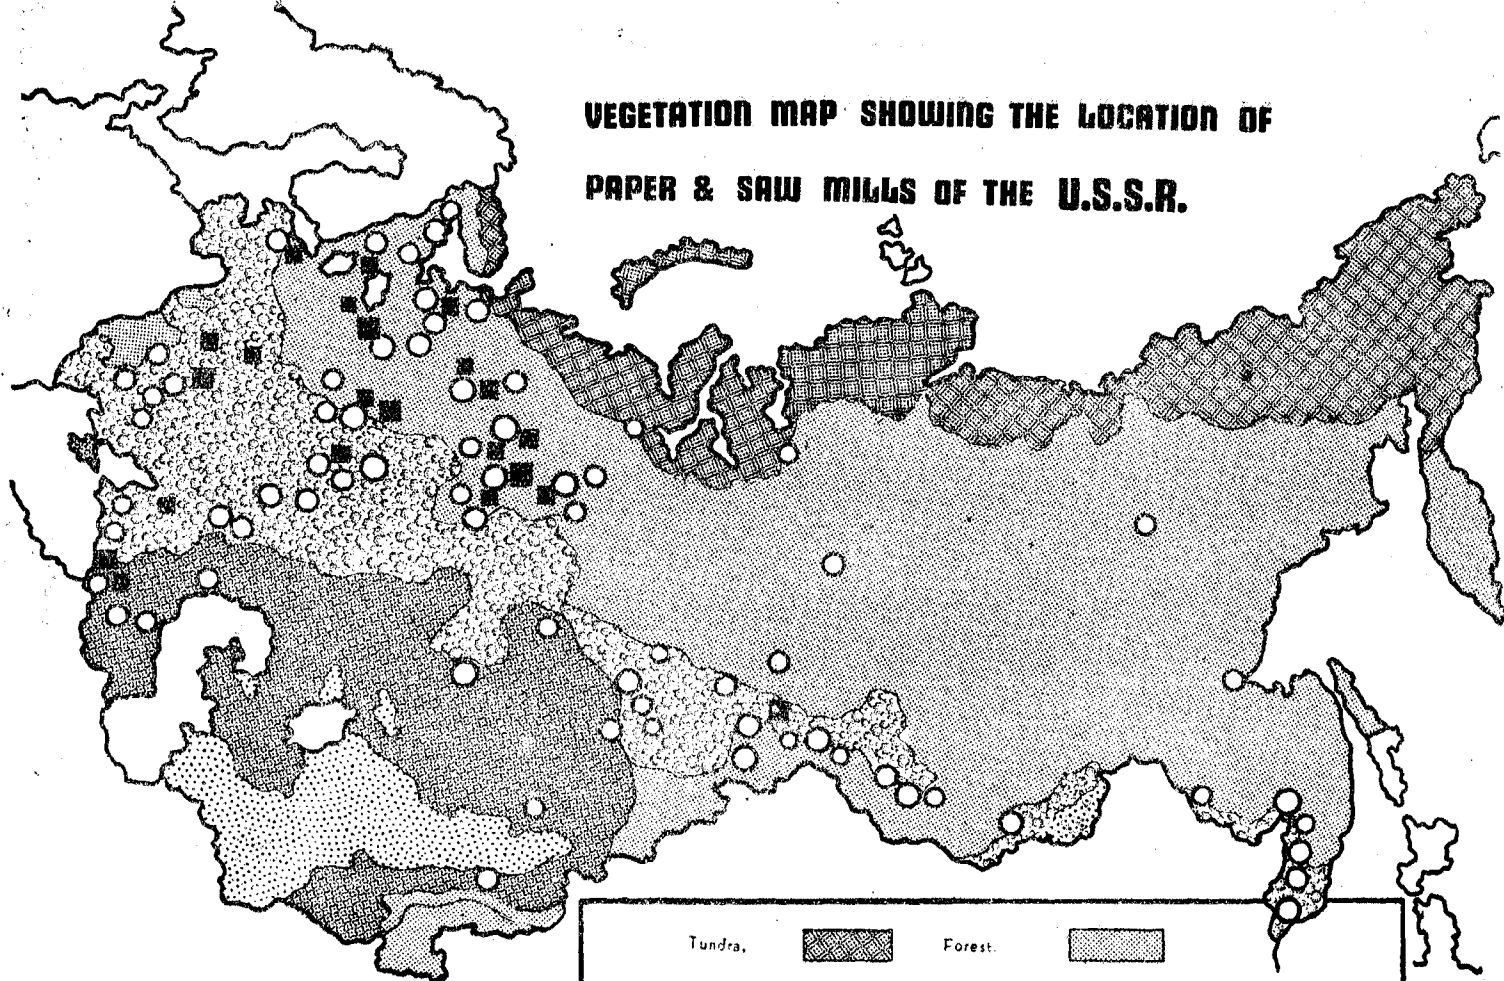 VEGETATION MAP SHOWING THE LOCATION OF
PAPER & SAW MILLS OF THE U.S.S.R.
Tundra, Forest.